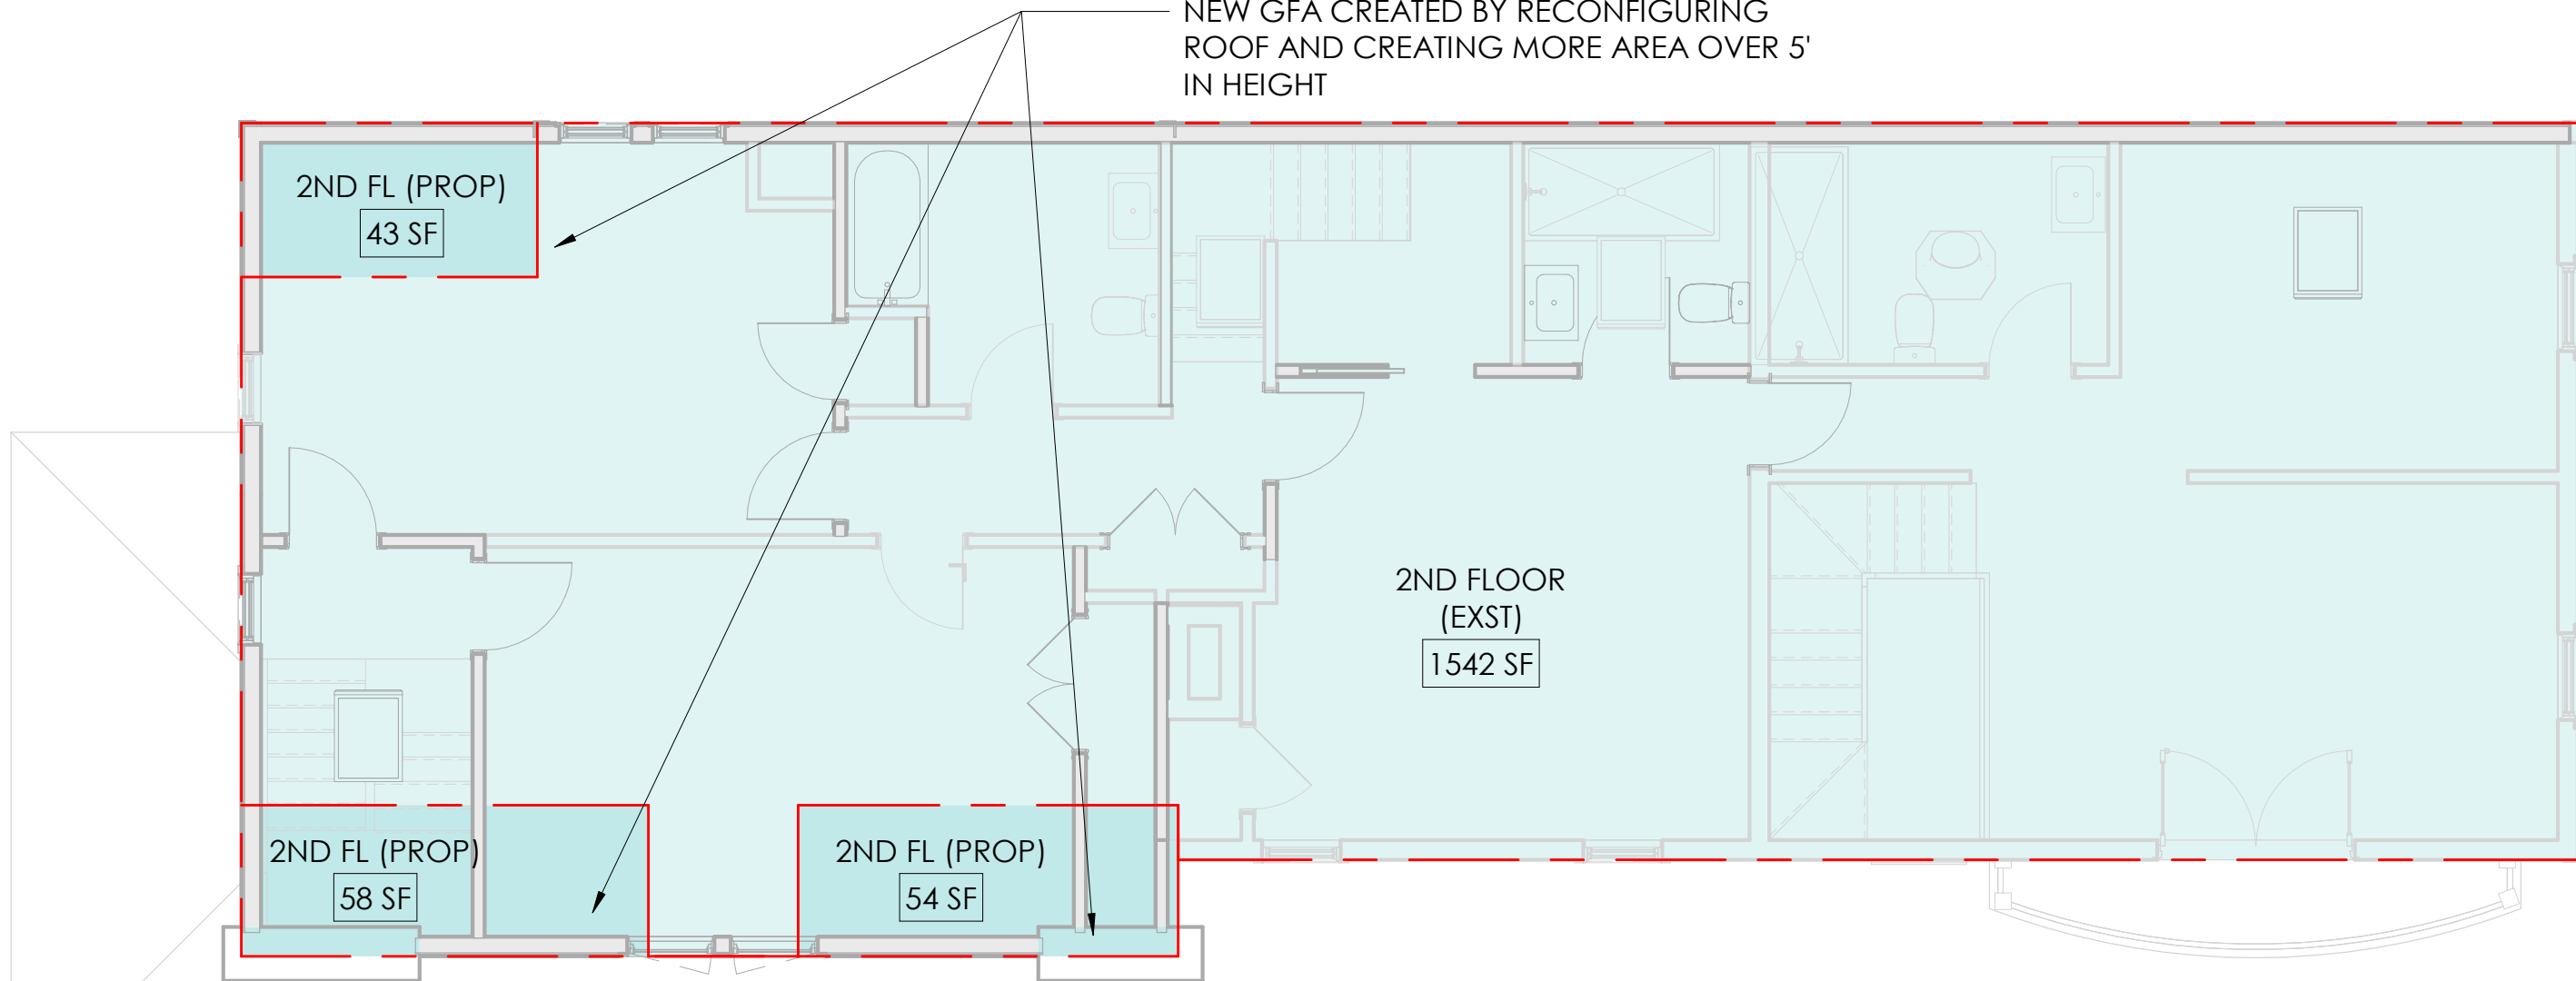 NEW GFA CREATED BY RECONFIGURING
ROOF AND CREATING MORE AREA OVER 5'
IN HEIGHT
2ND FL (PROP)
43 SF
2ND FLOOR
(EXST)
1542 SF
2ND FL (PROP)
58 SF
2ND FL (PROP)
54 SF